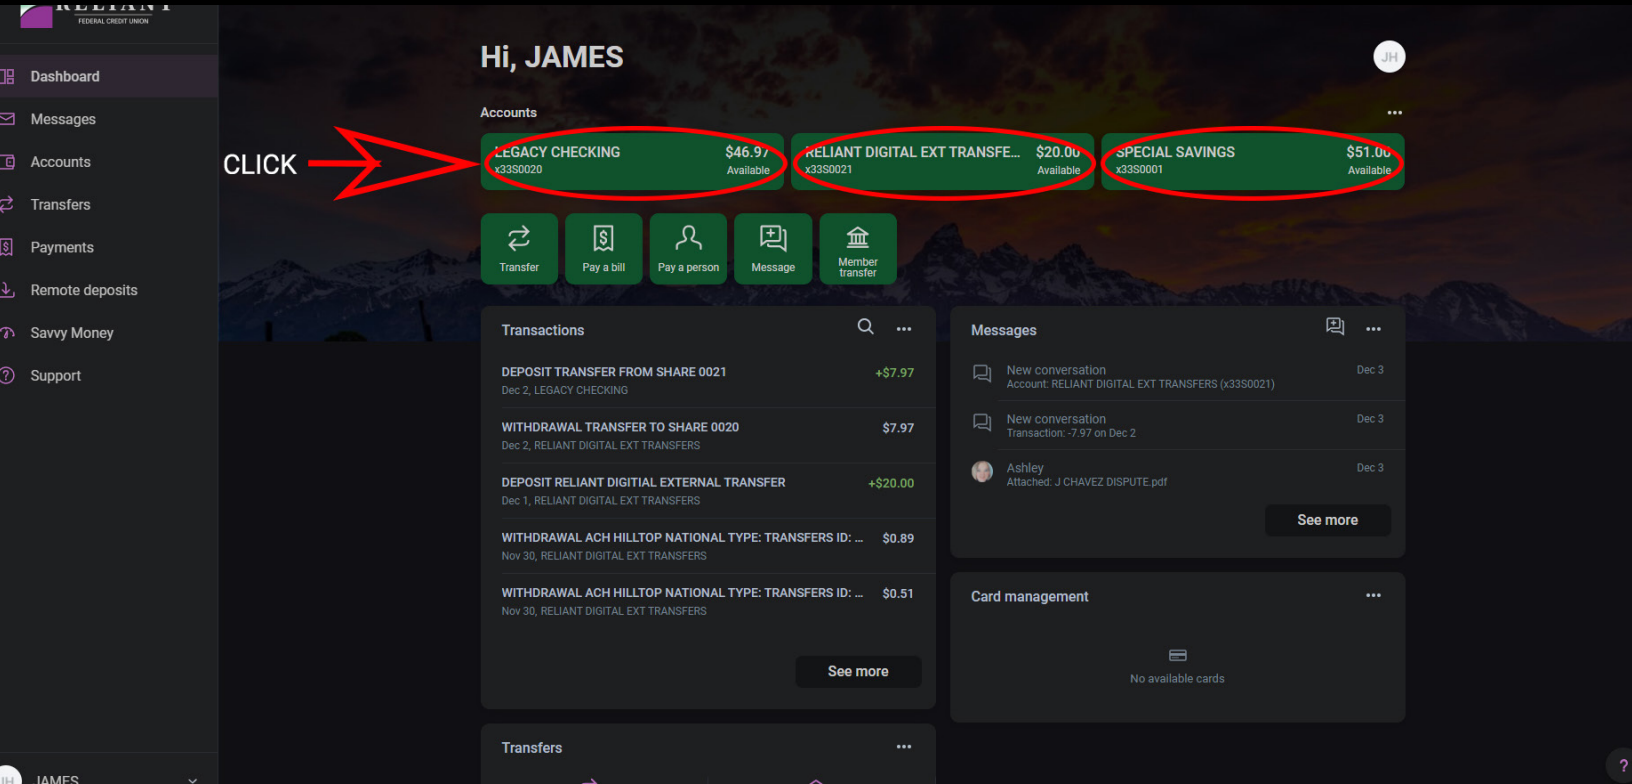 RELIANT
FEDERAL CREDIT UNION
Dashboard
Messages
Accounts
Transfers
Payments
Remote deposits
Savvy Money
Support
JH
JAMES
CLICK
Hi, JAMES
JH
Accounts
LEGACY CHECKING $46.97
x33S0020 Available
RELIANT DIGITAL EXT TRANSFE... $20.00
x33S0021 Available
SPECIAL SAVINGS $51.00
x33S0001 Available
Transfer
Pay a bill
Pay a person
Message
Member
transfer
Transactions
DEPOSIT TRANSFER FROM SHARE 0021 +$7.97
Dec 2, LEGACY CHECKING
WITHDRAWAL TRANSFER TO SHARE 0020 $7.97
Dec 2, RELIANT DIGITAL EXT TRANSFERS
DEPOSIT RELIANT DIGITIAL EXTERNAL TRANSFER +$20.00
Dec 1, RELIANT DIGITAL EXT TRANSFERS
WITHDRAWAL ACH HILLTOP NATIONAL TYPE: TRANSFERS ID: ... $0.89
Nov 30, RELIANT DIGITAL EXT TRANSFERS
WITHDRAWAL ACH HILLTOP NATIONAL TYPE: TRANSFERS ID: ... $0.51
Nov 30, RELIANT DIGITAL EXT TRANSFERS
See more
Messages
New conversation Dec 3
Account: RELIANT DIGITAL EXT TRANSFERS (x33S0021)
New conversation Dec 3
Transaction: -7.97 on Dec 2
Ashley Dec 3
Attached: J CHAVEZ DISPUTE.pdf
See more
Card management
No available cards
Transfers
?